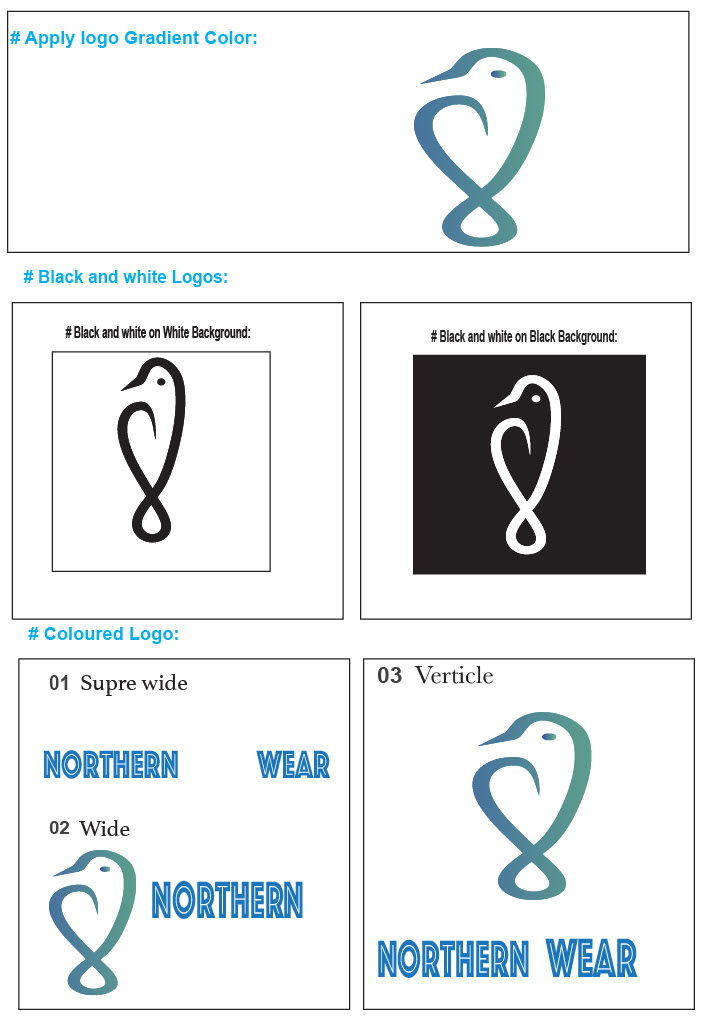 # Apply logo Gradient Color:
# Black and white Logos:
# Black and white on White Background:
# Black and white on Black Background:
# Coloured Logo:
01 Supre wide
NORTHERN WEAR
02 Wide
NORTHERN
03 Verticle
NORTHERN WEAR